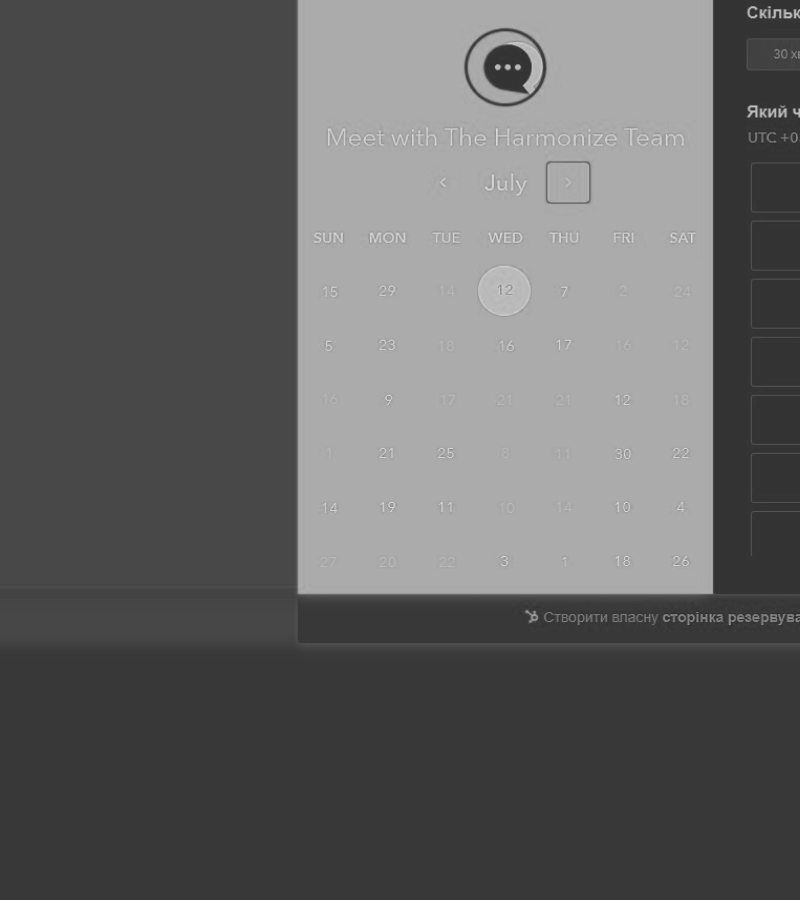 Скільк
30 хв
Який ч
UTC +0
Meet with The Harmonize Team
July
SUN MON TUE WED THU FRI SAT
15 29 14 12 7 2 24
5 23 18 16 17 16 12
16 9 17 21 21 12 18
1 21 25 8 11 30 22
14 19 11 10 14 10 4
27 20 22 3 1 18 26
Створити власну сторінка резервува